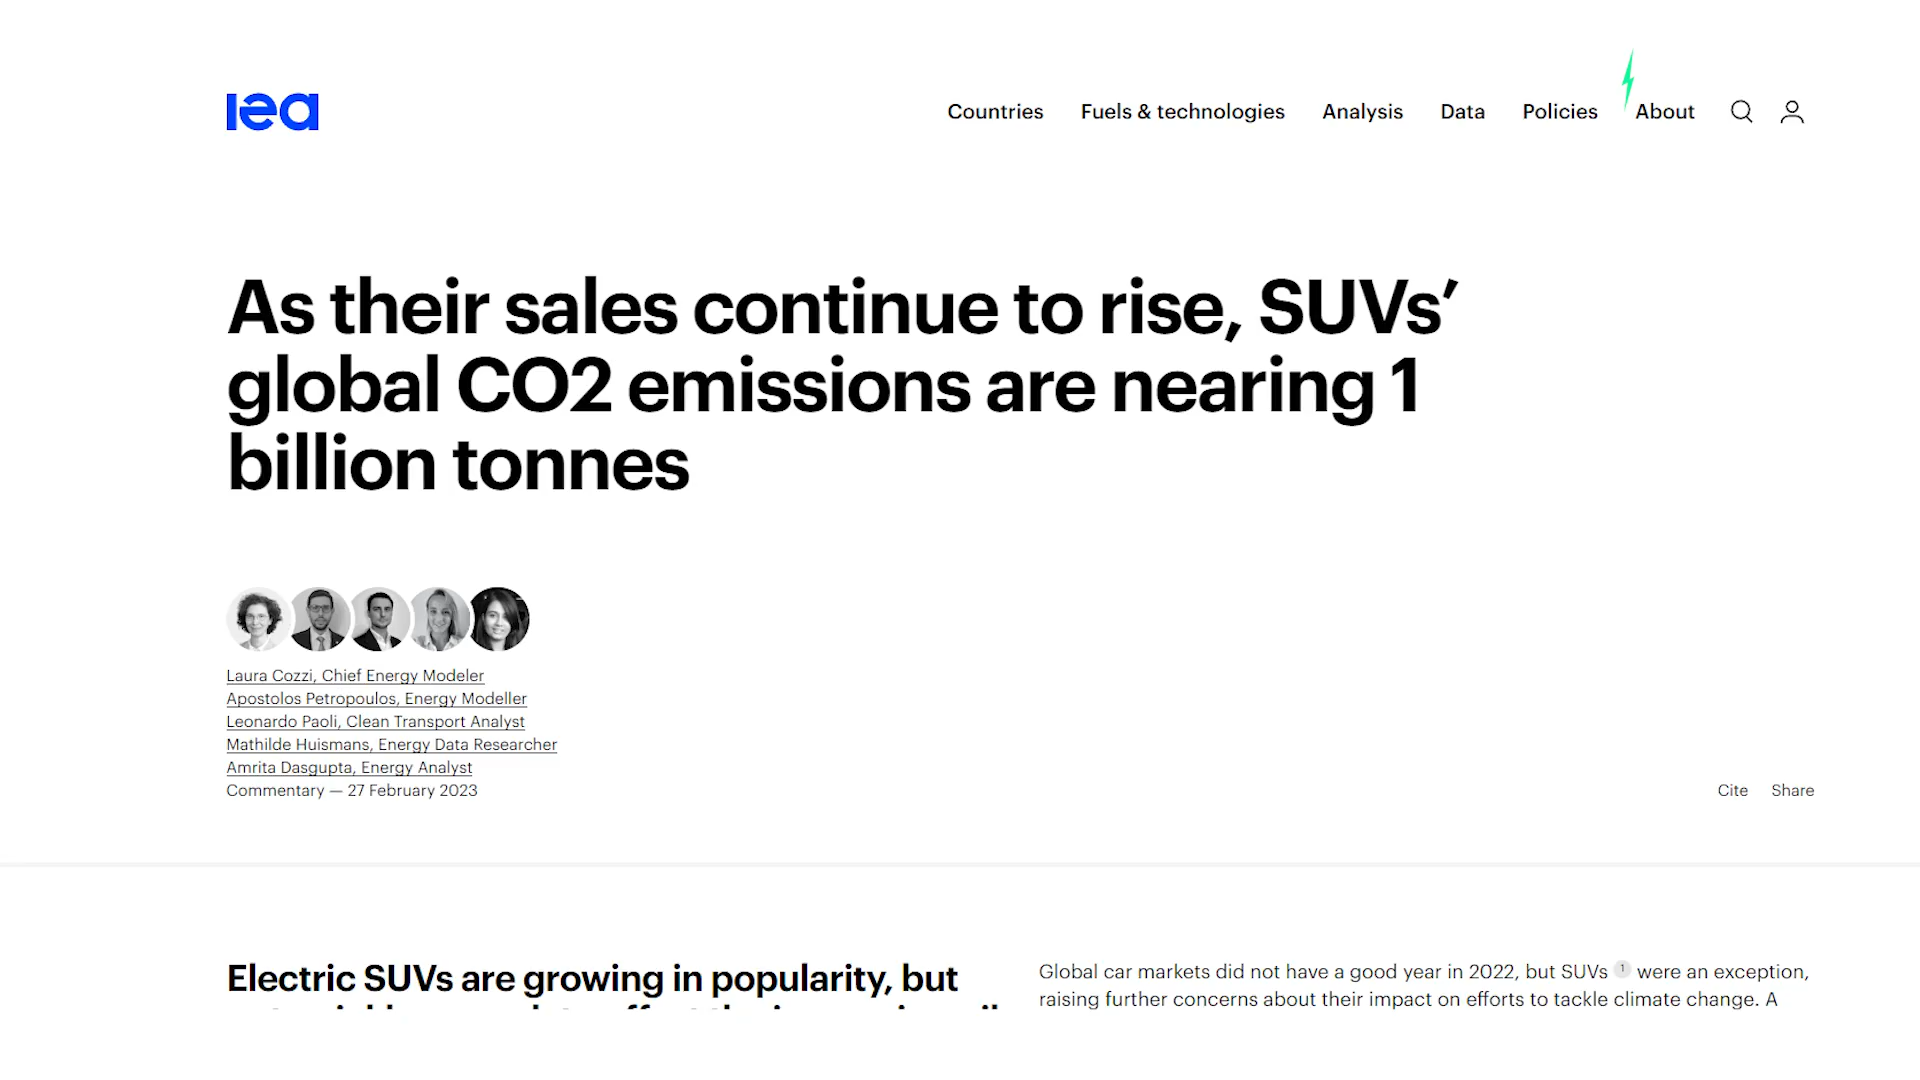 iea
Countries Fuels & technologies Analysis Data Policies About
As their sales continue to rise, SUVs’
global CO2 emissions are nearing 1
billion tonnes
Laura Cozzi, Chief Energy Modeler
Apostolos Petropoulos, Energy Modeller
Leonardo Paoli, Clean Transport Analyst
Mathilde Huismans, Energy Data Researcher
Amrita Dasgupta, Energy Analyst
Commentary — 27 February 2023
Cite Share
Electric SUVs are growing in popularity, but
Global car markets did not have a good year in 2022, but SUVs 1 were an exception,
raising further concerns about their impact on efforts to tackle climate change. A